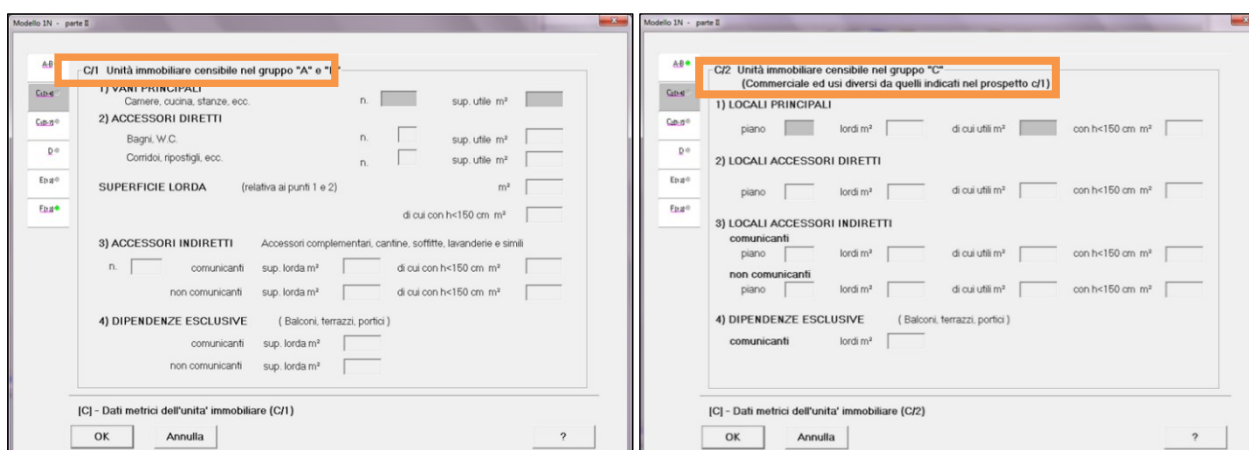 Modello 1N - parte II
A-B
C(1)-D-E
C(2)-D-E
D
C/1 Unità immobiliare censibile nel gruppo "A" e
1) VANI PRINCIPALI
Camere, cucina, stanze, ecc. n. sup. utile m²
2) ACCESSORI DIRETTI
Bagni, W.C. n. sup. utile m²
Corridoi, ripostigli, ecc. n. sup. utile m²
SUPERFICIE LORDA (relativa ai punti 1 e 2) m²
di cui con h<150 cm m²
3) ACCESSORI INDIRETTI Accessori complementari, cantine, soffitte, lavanderie e simili
n. comunicanti sup. lorda m² di cui con h<150 cm m²
non comunicanti sup. lorda m² di cui con h<150 cm m²
4) DIPENDENZE ESCLUSIVE ( Balconi, terrazzi, portici )
comunicanti sup. lorda m²
non comunicanti sup. lorda m²
[C] - Dati metrici dell'unita' immobiliare (C/1)
OK Annulla ?
Modello 1N - parte II
A-B
D
C/2 Unità immobiliare censibile nel gruppo "C"
(Commerciale ed usi diversi da quelli indicati nel prospetto c/1)
1) LOCALI PRINCIPALI
piano lordi m² di cui utili m² con h<150 cm m²
2) LOCALI ACCESSORI DIRETTI
piano lordi m² di cui utili m² con h<150 cm m²
3) LOCALI ACCESSORI INDIRETTI
comunicanti
piano lordi m² di cui utili m² con h<150 cm m²
non comunicanti
piano lordi m² di cui utili m² con h<150 cm m²
4) DIPENDENZE ESCLUSIVE ( Balconi, terrazzi, portici )
comunicanti lordi m²
[C] - Dati metrici dell'unita' immobiliare (C/2)
OK Annulla ?